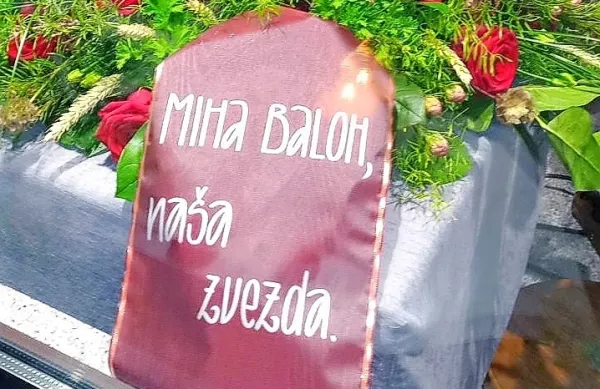 MIHa BaLOH,
naša
zvezda.